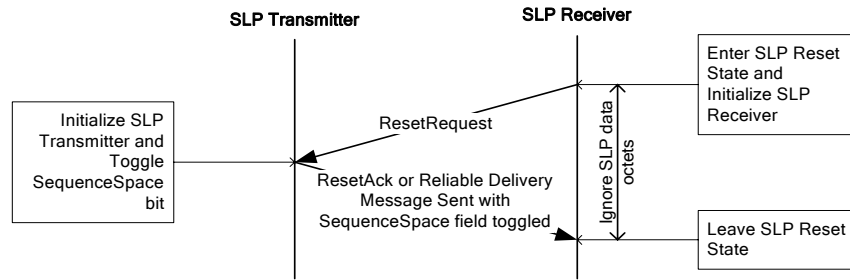 SLP Transmitter
SLP Receiver
Enter SLP Reset
State and
Initialize SLP
Receiver
Initialize SLP
Transmitter and
Toggle
SequenceSpace
bit
ResetRequest
Ignore SLP data
octets
ResetAck or Reliable Delivery
Message Sent with
SequenceSpace field toggled
Leave SLP Reset
State